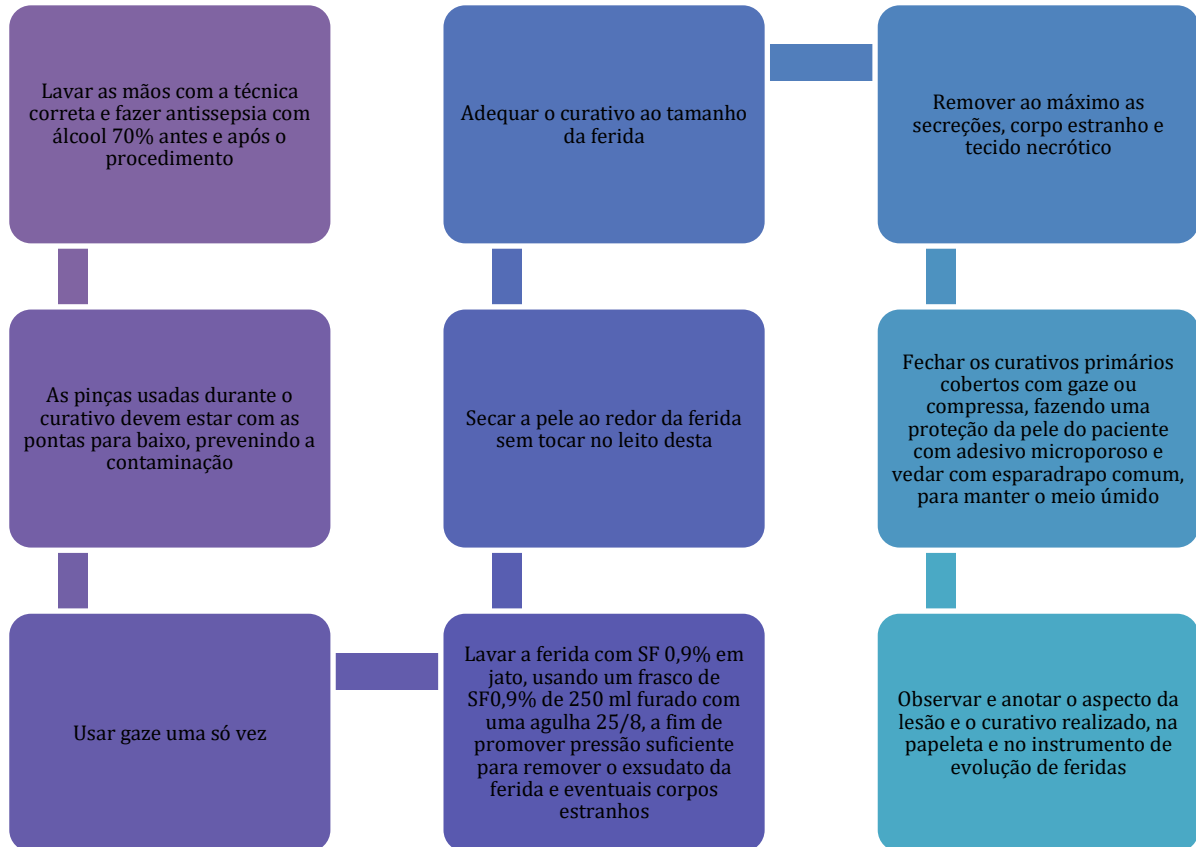 Lavar as mãos com a técnica
correta e fazer antissepsia com
álcool 70% antes e após o
procedimento
As pinças usadas durante o
curativo devem estar com as
pontas para baixo, prevenindo a
contaminação
Usar gaze uma só vez
Lavar a ferida com SF 0,9% em
jato, usando um frasco de
SF0,9% de 250 ml furado com
uma agulha 25/8, a fim de
promover pressão suficiente
para remover o exsudato da
ferida e eventuais corpos
estranhos
Secar a pele ao redor da ferida
sem tocar no leito desta
Adequar o curativo ao tamanho
da ferida
Remover ao máximo as
secreções, corpo estranho e
tecido necrótico
Fechar os curativos primários
cobertos com gaze ou
compressa, fazendo uma
proteção da pele do paciente
com adesivo microporoso e
vedar com esparadrapo comum,
para manter o meio úmido
Observar e anotar o aspecto da
lesão e o curativo realizado, na
papeleta e no instrumento de
evolução de feridas